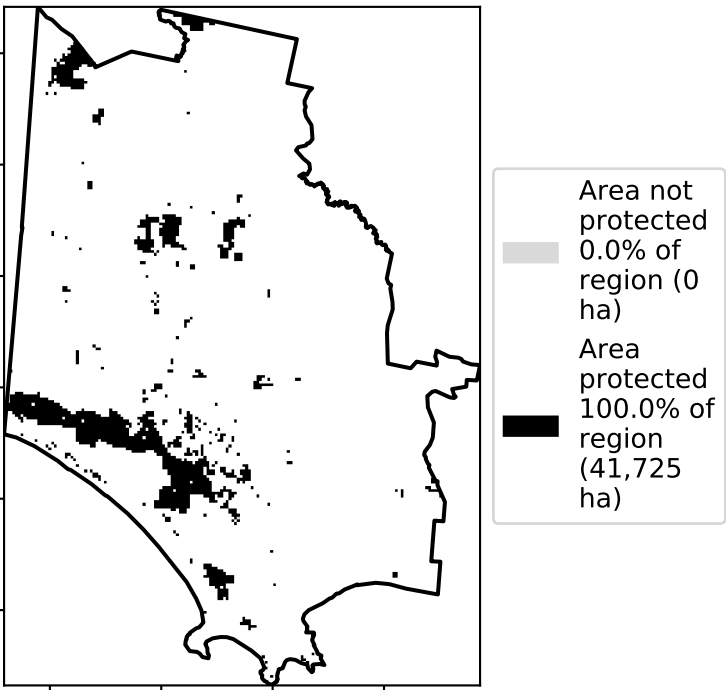 Area not
protected
0.0% of
region (0
ha)
Area
protected
100.0% of
region
(41,725
ha)